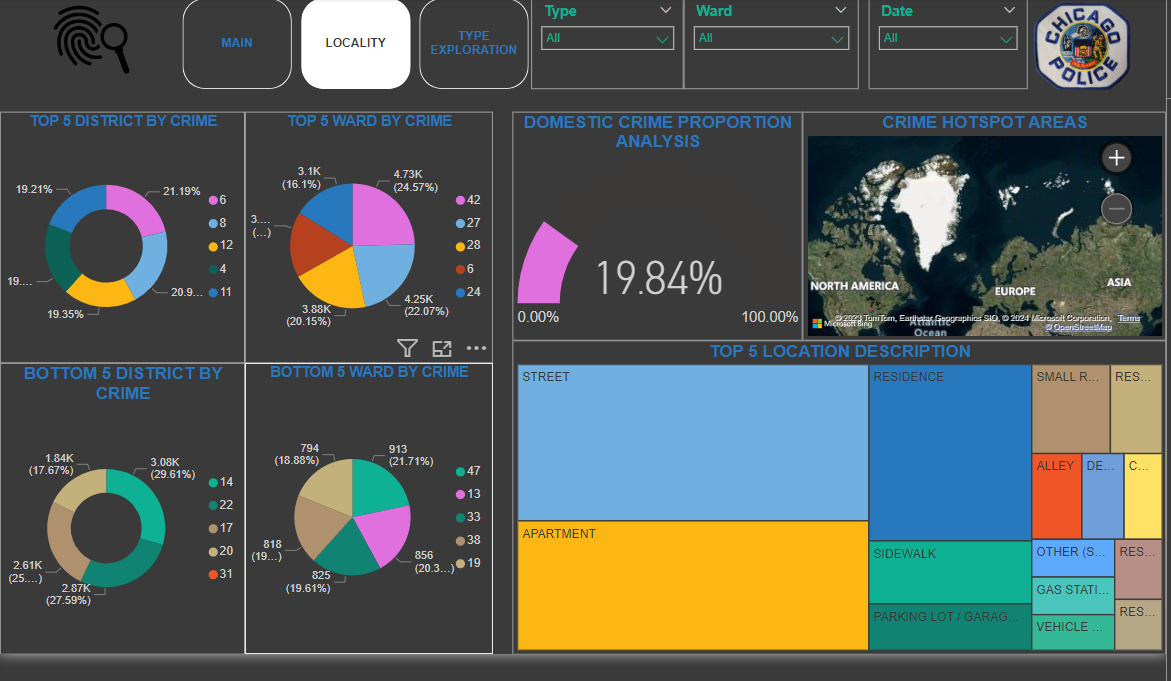 MAIN
LOCALITY
TYPE
EXPLORATION
Type
All
Ward
All
Date
All
CHICAGO
POLICE
TOP 5 DISTRICT BY CRIME
19.21%
21.19%
20.9...
19.35%
19....
6
8
12
4
11
TOP 5 WARD BY CRIME
3.1K
(16.1%)
4.73K
(24.57%)
3....
(...)
3.88K
(20.15%)
4.25K
(22.07%)
42
27
28
6
24
DOMESTIC CRIME PROPORTION
ANALYSIS
19.84%
0.00%
100.00%
CRIME HOTSPOT AREAS
NORTH AMERICA
EUROPE
ASIA
Atlantic
Ocean
Microsoft Bing
© 2023 TomTom, Earthstar Geographics SIO, © 2024 Microsoft Corporation, Terms
© OpenStreetMap
BOTTOM 5 DISTRICT BY
CRIME
1.84K
(17.67%)
3.08K
(29.61%)
2.61K
(25....)
2.87K
(27.59%)
14
22
17
20
31
BOTTOM 5 WARD BY CRIME
794
(18.88%)
913
(21.71%)
818
(19...)
825
(19.61%)
856
(20.3...)
47
13
33
38
19
TOP 5 LOCATION DESCRIPTION
STREET
APARTMENT
RESIDENCE
SIDEWALK
PARKING LOT / GARAG...
SMALL R...
RES...
ALLEY
DE...
C...
OTHER (S...
RES...
GAS STATI...
RES...
VEHICLE ...